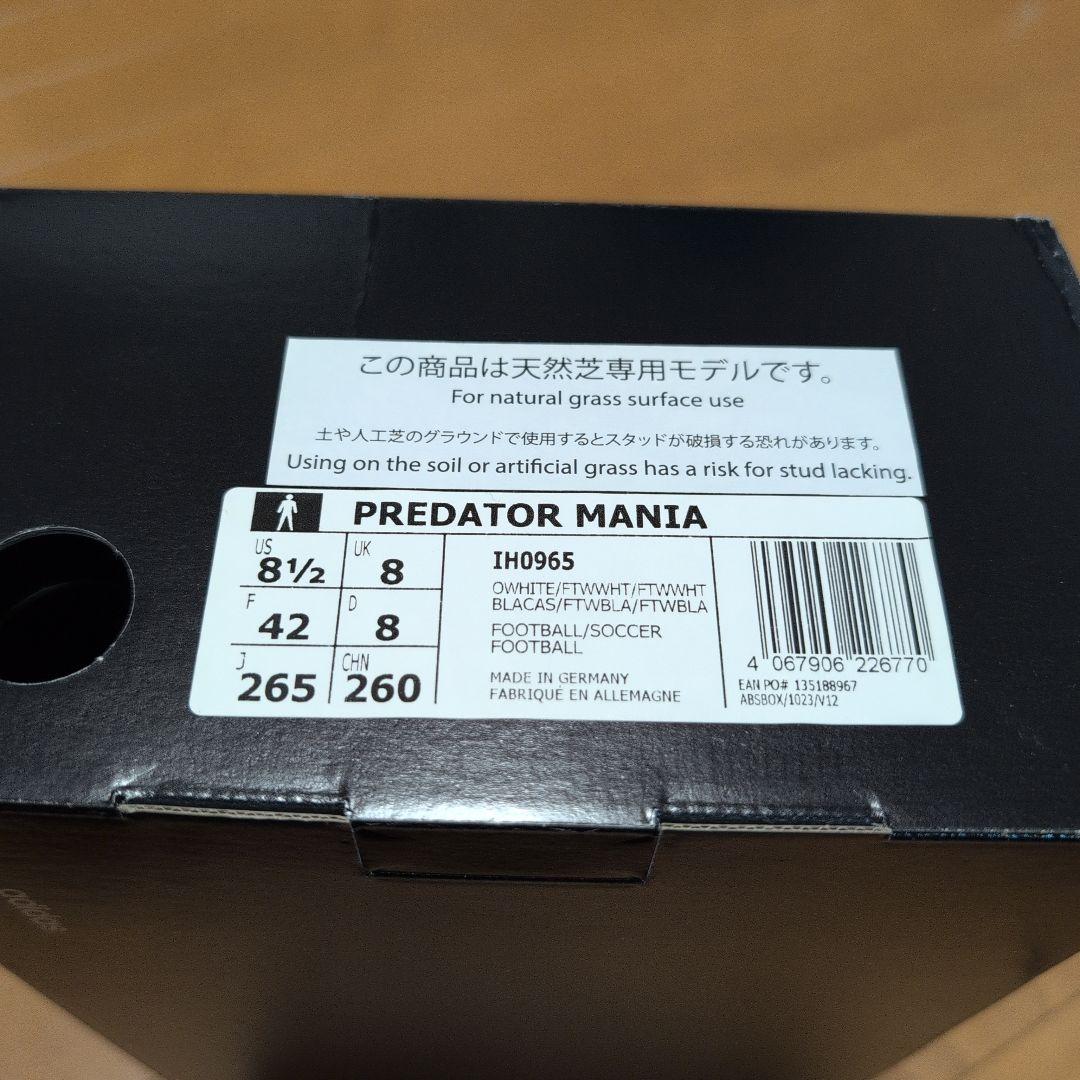 この商品は天然芝専用モデルです。
For natural grass surface use
土や人工芝のグラウンドで使用するとスタッドが破損する恐れがあります。
Using on the soil or artificial grass has a risk for stud lacking.
PREDATOR MANIA
US 8½ UK 8
F 42 D 8
J 265 CHN 260
IH0965
OWHITE/FTWWHT/FTWWHT
BLACAS/FTWBLA/FTWBLA
FOOTBALL/SOCCER
FOOTBALL
MADE IN GERMANY
FABRIQUÉ EN ALLEMAGNE
4 067906 226770
EAN PO# 135188967
ABSBOX/1023/V12
adidas